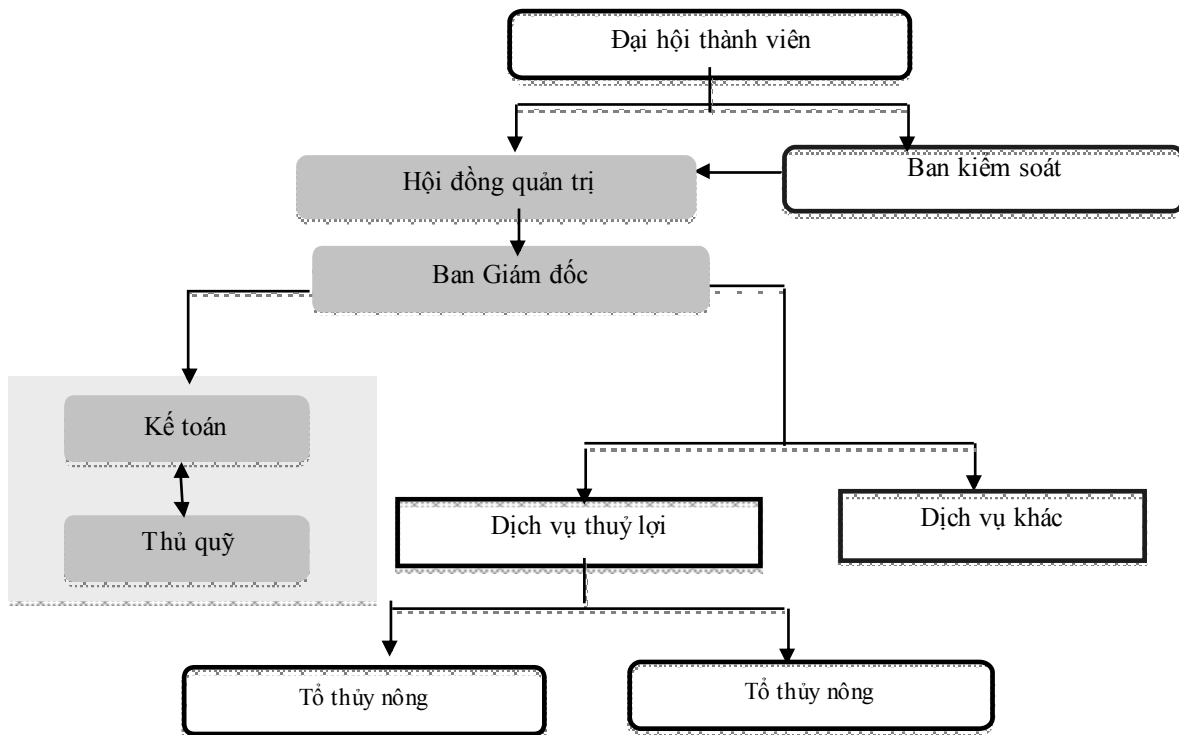 Đại hội thành viên
Ban kiểm soát
Hội đồng quản trị
Ban Giám đốc
Kế toán
Thủ quỹ
Dịch vụ thuỷ lợi
Dịch vụ khác
Tổ thủy nông
Tổ thủy nông